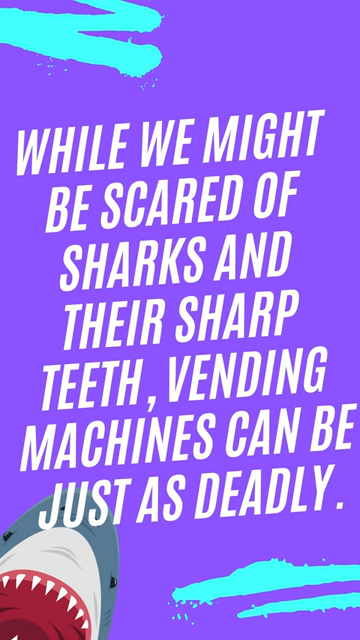 WHILE WE MIGHT
BE SCARED OF
SHARKS AND
THEIR SHARP
TEETH, VENDING
MACHINES CAN BE
JUST AS DEADLY.